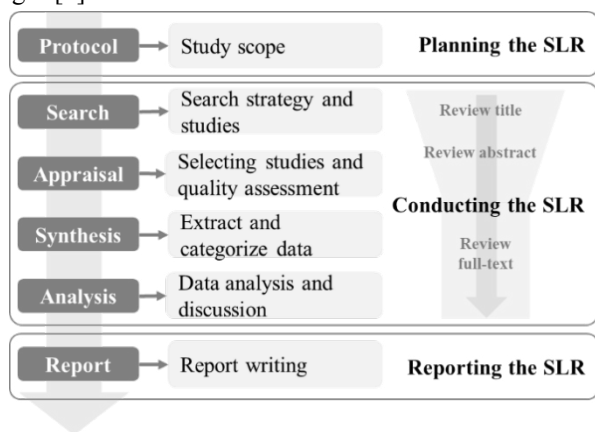 Protocol
Study scope
Planning the SLR
Search
Search strategy and
studies
Review title
Appraisal
Selecting studies and
quality assessment
Review abstract
Conducting the SLR
Synthesis
Extract and
categorize data
Review
full-text
Analysis
Data analysis and
discussion
Report
Report writing
Reporting the SLR